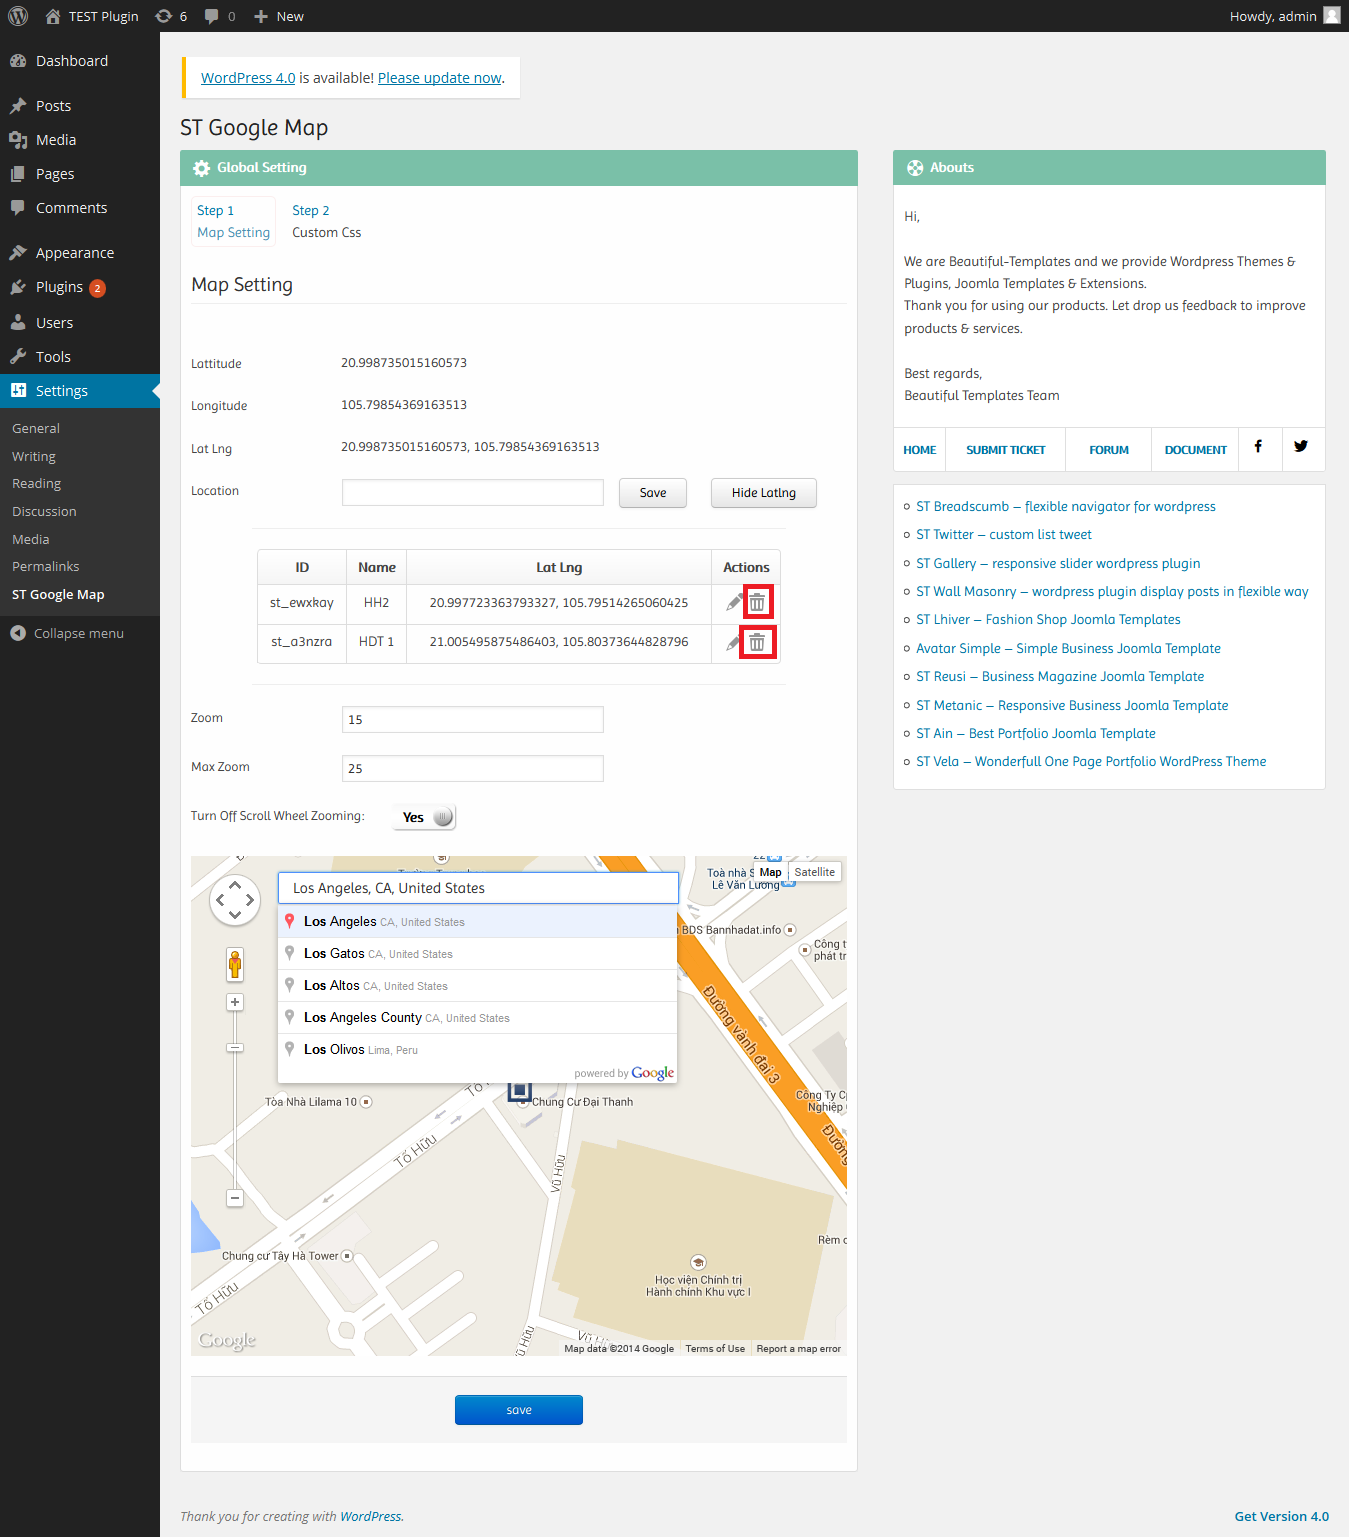 TEST Plugin 6 0 New Howdy, admin
Dashboard
Posts
Media
Pages
Comments
Appearance
Plugins 2
Users
Tools
Settings
General
Writing
Reading
Discussion
Media
Permalinks
ST Google Map
Collapse menu
WordPress 4.0 is available! Please update now.
ST Google Map
Global Setting
Step 1
Map Setting
Step 2
Custom Css
Map Setting
Lattitude 20.998735015160573
Longitude 105.79854369163513
Lat Lng 20.998735015160573, 105.79854369163513
Location Save Hide Latlng
ID Name Lat Lng Actions
st_ewxkay HH2 20.997723363793327, 105.79514265060425
st_a3nzra HDT 1 21.005495875486403, 105.80373644828796
Zoom 15
Max Zoom 25
Turn Off Scroll Wheel Zooming: Yes
Los Angeles, CA, United States
Los Angeles CA, United States
Los Gatos CA, United States
Los Altos CA, United States
Los Angeles County CA, United States
Los Olivos Lima, Peru
powered by Google
Toà nhà S
Lê Văn Lương
Map Satellite
BDS Bannhadat.info
Công t
phát tr
Đường vành đai 3
Tòa Nhà Lilama 10
Chung Cư Đại Thanh
Công Ty C
Nghiệp
Đường
Tố Hữu
Tố Hữu
Vũ Hữu
Rèm c
Chung cư Tây Hà Tower
Học viện Chính trị
Hành chính Khu vực I
Tố Hữu
Vũ Hữu
Vũ Hữu
Google
Map data ©2014 Google Terms of Use Report a map error
save
Abouts
Hi,
We are Beautiful-Templates and we provide Wordpress Themes &
Plugins, Joomla Templates & Extensions.
Thank you for using our products. Let drop us feedback to improve
products & services.
Best regards,
Beautiful Templates Team
HOME SUBMIT TICKET FORUM DOCUMENT
ST Breadscumb – flexible navigator for wordpress
ST Twitter – custom list tweet
ST Gallery – responsive slider wordpress plugin
ST Wall Masonry – wordpress plugin display posts in flexible way
ST Lhiver – Fashion Shop Joomla Templates
Avatar Simple – Simple Business Joomla Template
ST Reusi – Business Magazine Joomla Template
ST Metanic – Responsive Business Joomla Template
ST Ain – Best Portfolio Joomla Template
ST Vela – Wonderfull One Page Portfolio WordPress Theme
Thank you for creating with WordPress.
Get Version 4.0